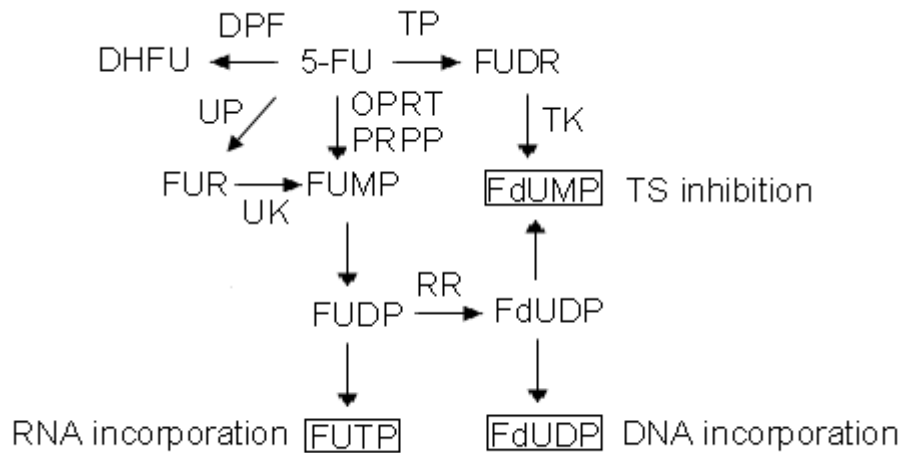 DPF TP
DHFU 5-FU FUDR
UP OPRT TK
PRPP
FUR FUMP FdUMP TS inhibition
UK
RR
FUDP FdUDP
RNA incorporation FUTP FdUDP DNA incorporation